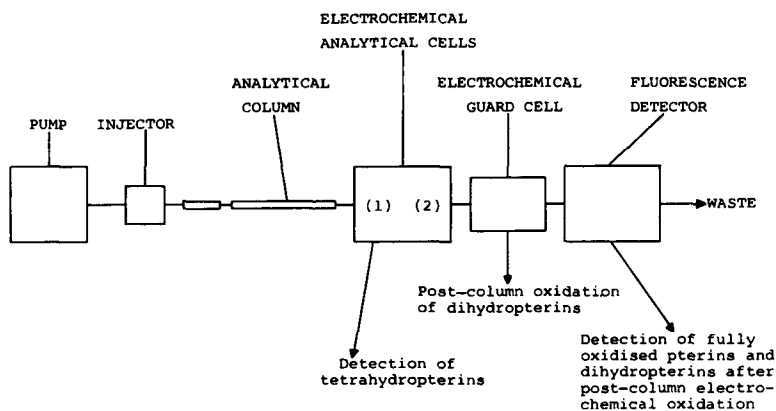 ELECTROCHEMICAL
ANALYTICAL CELLS
ANALYTICAL
COLUMN
ELECTROCHEMICAL
GUARD CELL
FLUORESCENCE
DETECTOR
PUMP
INJECTOR
(1) (2)
WASTE
Post-column oxidation
of dihydropterins
Detection of
tetrahydropterins
Detection of fully
oxidised pterins and
dihydropterins after
post-column electro-
chemical oxidation